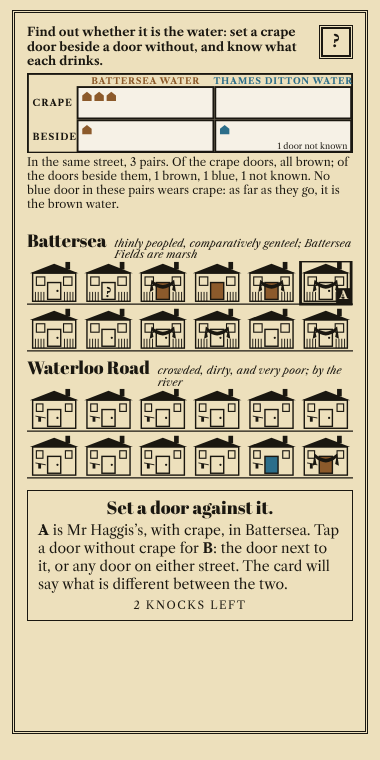 Find out whether it is the water: set a crape
door beside a door without, and know what
each drinks.
?
BATTERSEA WATER THAMES DITTON WATER
CRAPE
BESIDE
1 door not known
In the same street, 3 pairs. Of the crape doors, all brown; of
the doors beside them, 1 brown, 1 blue, 1 not known. No
blue door in these pairs wears crape: as far as they go, it is
the brown water.
Battersea thinly peopled, comparatively genteel; Battersea
Fields are marsh
?
A
Waterloo Road crowded, dirty, and very poor; by the
river
Set a door against it.
A is Mr Haggis’s, with crape, in Battersea. Tap
a door without crape for B: the door next to
it, or any door on either street. The card will
say what is different between the two.
2 KNOCKS LEFT